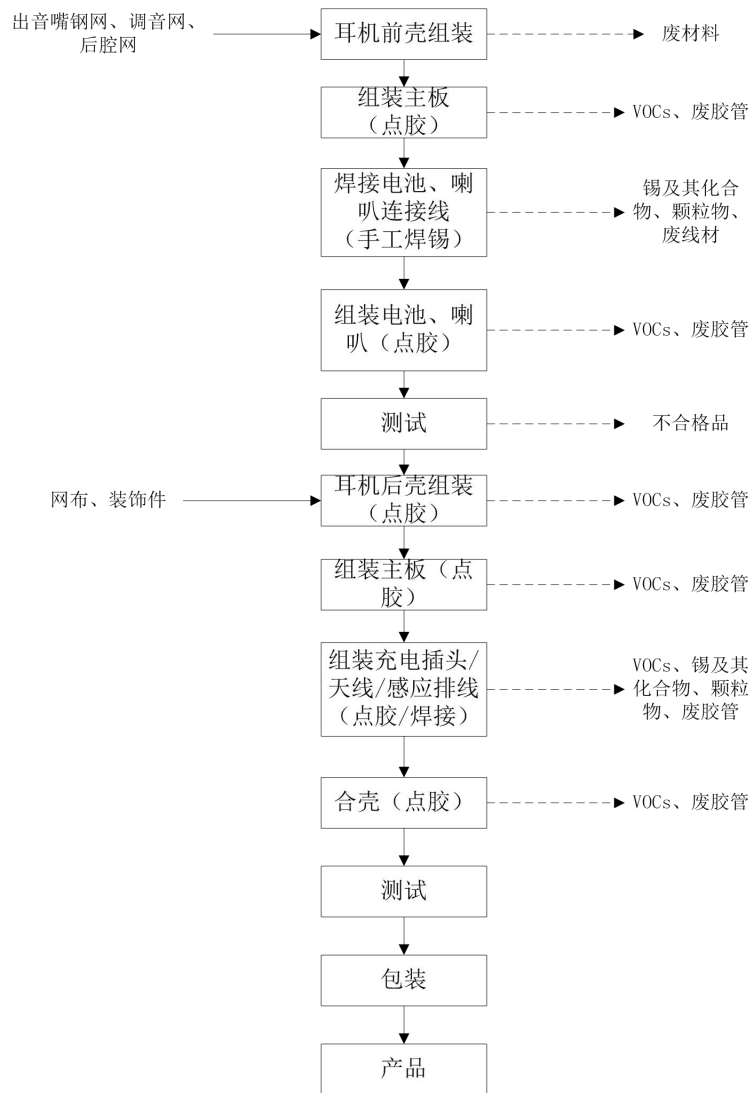 出音嘴钢网、调音网、
后腔网
耳机前壳组装
废材料
组装主板
（点胶）
VOCs、废胶管
焊接电池、喇
叭连接线
（手工焊锡）
锡及其化合
物、颗粒物、
废线材
组装电池、喇
叭（点胶）
VOCs、废胶管
测试
不合格品
网布、装饰件
耳机后壳组装
（点胶）
VOCs、废胶管
组装主板（点
胶）
VOCs、废胶管
组装充电插头/
天线/感应排线
（点胶/焊接）
VOCs、锡及其
化合物、颗粒
物、废胶管
合壳（点胶）
VOCs、废胶管
测试
包装
产品